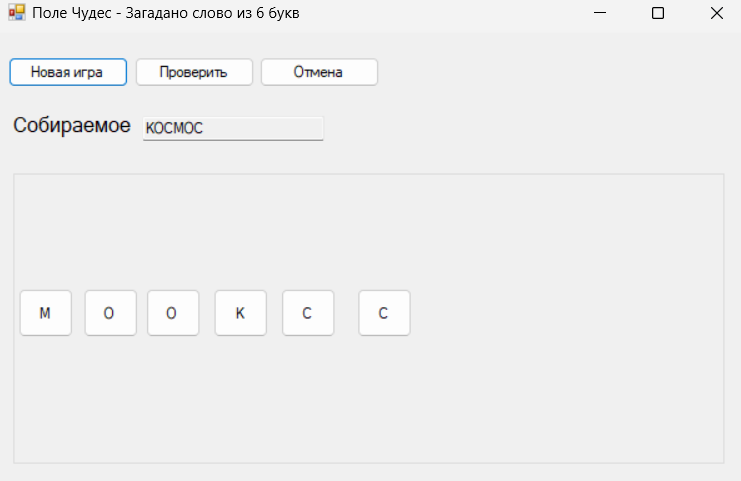 Поле Чудес - Загадано слово из 6 букв
Новая игра Проверить Отмена
Собираемое КОСМОС
М О О К С С